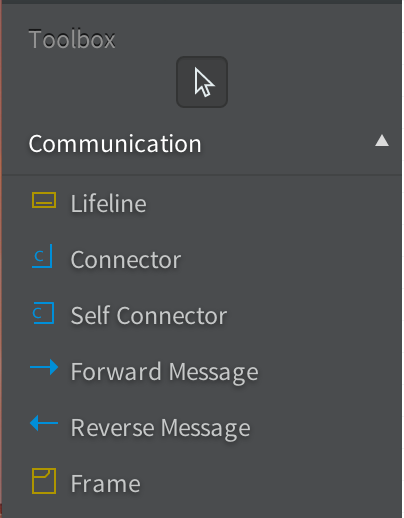 Toolbox
Communication
Lifeline
Connector
Self Connector
Forward Message
Reverse Message
Frame